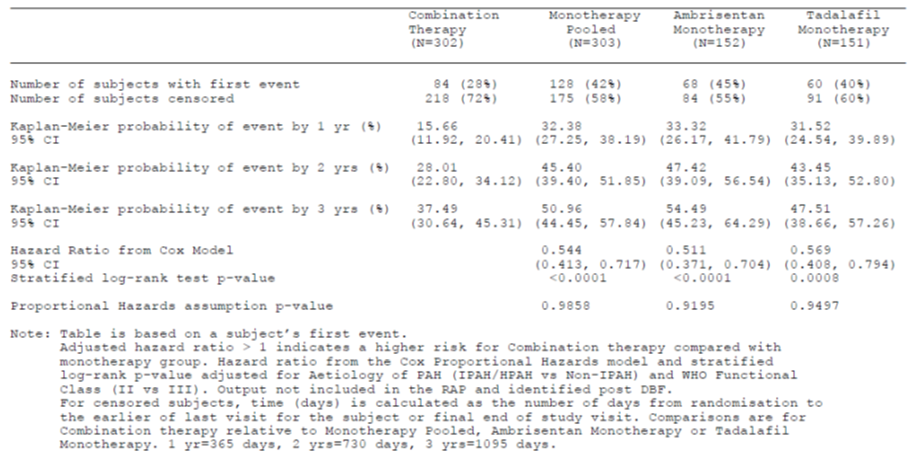 Combination Monotherapy Ambrisentan Tadalafil
Therapy Pooled Monotherapy Monotherapy
(N=302) (N=303) (N=152) (N=151)
Number of subjects with first event 84 (28%) 128 (42%) 68 (45%) 60 (40%)
Number of subjects censored 218 (72%) 175 (58%) 84 (55%) 91 (60%)
Kaplan-Meier probability of event by 1 yr (%) 15.66 32.38 33.32 31.52
95% CI (11.92, 20.41) (27.25, 38.19) (26.17, 41.79) (24.54, 39.89)
Kaplan-Meier probability of event by 2 yrs (%) 28.01 45.40 47.42 43.45
95% CI (22.80, 34.12) (39.40, 51.85) (39.09, 56.54) (35.13, 52.80)
Kaplan-Meier probability of event by 3 yrs (%) 37.49 50.96 54.49 47.51
95% CI (30.64, 45.31) (44.45, 57.84) (45.23, 64.29) (38.66, 57.26)
Hazard Ratio from Cox Model 0.544 0.511 0.569
95% CI (0.413, 0.717) (0.371, 0.704) (0.408, 0.794)
Stratified log-rank test p-value <0.0001 <0.0001 0.0008
Proportional Hazards assumption p-value 0.9858 0.9195 0.9497
Note: Table is based on a subject's first event.
Adjusted hazard ratio > 1 indicates a higher risk for Combination therapy compared with
monotherapy group. Hazard ratio from the Cox Proportional Hazards model and stratified
log-rank p-value adjusted for Aetiology of PAH (IPAH/HPAH vs Non-IPAH) and WHO Functional
Class (II vs III). Output not included in the RAP and identified post DBF.
For censored subjects, time (days) is calculated as the number of days from randomisation to
the earlier of last visit for the subject or final end of study visit. Comparisons are for
Combination therapy relative to Monotherapy Pooled, Ambrisentan Monotherapy or Tadalafil
Monotherapy. 1 yr=365 days, 2 yrs=730 days, 3 yrs=1095 days.